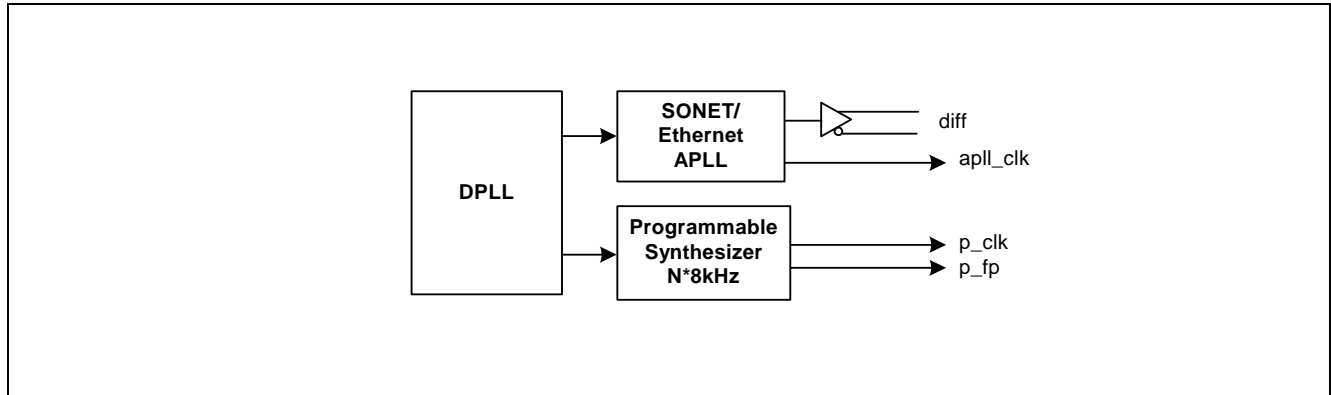 DPLL
SONET/
Ethernet
APLL
diff
apll_clk
Programmable
Synthesizer
N*8kHz
p_clk
p_fp